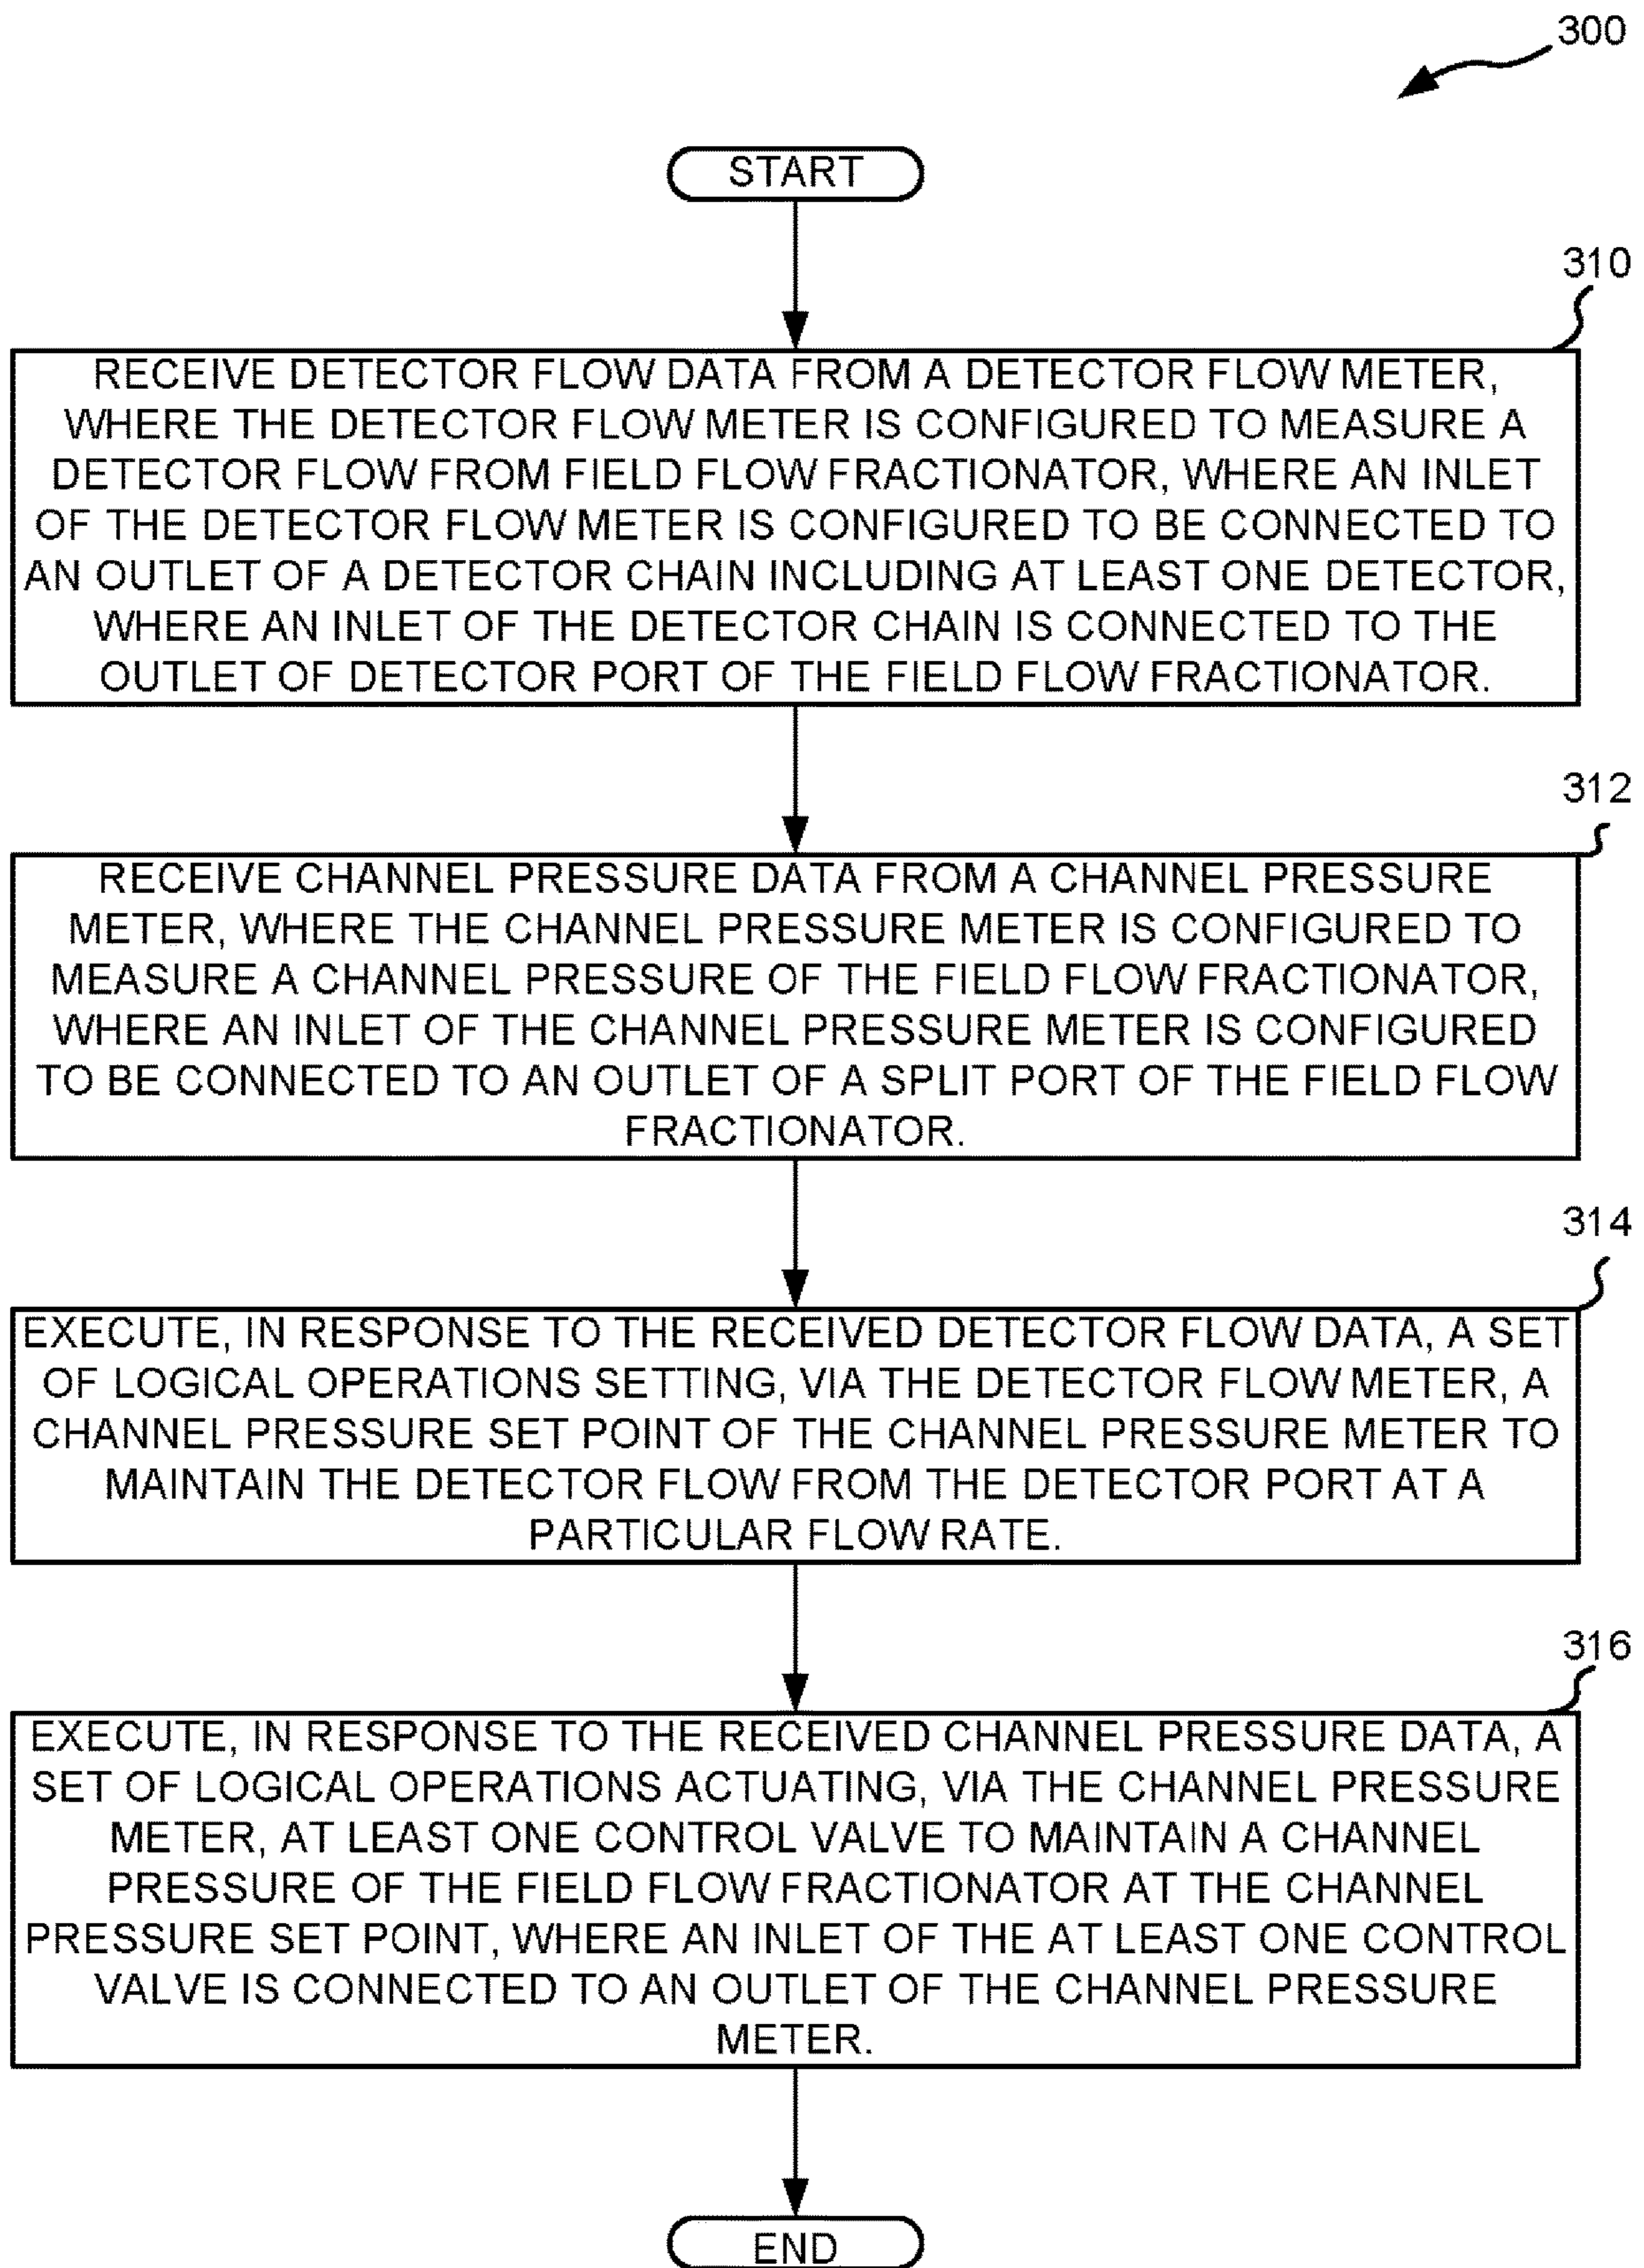 300
START
310
RECEIVE DETECTOR FLOW DATA FROM A DETECTOR FLOW METER,
WHERE THE DETECTOR FLOW METER IS CONFIGURED TO MEASURE A
DETECTOR FLOW FROM FIELD FLOW FRACTIONATOR, WHERE AN INLET
OF THE DETECTOR FLOW METER IS CONFIGURED TO BE CONNECTED TO
AN OUTLET OF A DETECTOR CHAIN INCLUDING AT LEAST ONE DETECTOR,
WHERE AN INLET OF THE DETECTOR CHAIN IS CONNECTED TO THE
OUTLET OF DETECTOR PORT OF THE FIELD FLOW FRACTIONATOR.
312
RECEIVE CHANNEL PRESSURE DATA FROM A CHANNEL PRESSURE
METER, WHERE THE CHANNEL PRESSURE METER IS CONFIGURED TO
MEASURE A CHANNEL PRESSURE OF THE FIELD FLOW FRACTIONATOR,
WHERE AN INLET OF THE CHANNEL PRESSURE METER IS CONFIGURED
TO BE CONNECTED TO AN OUTLET OF A SPLIT PORT OF THE FIELD FLOW
FRACTIONATOR.
314
EXECUTE, IN RESPONSE TO THE RECEIVED DETECTOR FLOW DATA, A SET
OF LOGICAL OPERATIONS SETTING, VIA THE DETECTOR FLOW METER, A
CHANNEL PRESSURE SET POINT OF THE CHANNEL PRESSURE METER TO
MAINTAIN THE DETECTOR FLOW FROM THE DETECTOR PORT AT A
PARTICULAR FLOW RATE.
316
EXECUTE, IN RESPONSE TO THE RECEIVED CHANNEL PRESSURE DATA, A
SET OF LOGICAL OPERATIONS ACTUATING, VIA THE CHANNEL PRESSURE
METER, AT LEAST ONE CONTROL VALVE TO MAINTAIN A CHANNEL
PRESSURE OF THE FIELD FLOW FRACTIONATOR AT THE CHANNEL
PRESSURE SET POINT, WHERE AN INLET OF THE AT LEAST ONE CONTROL
VALVE IS CONNECTED TO AN OUTLET OF THE CHANNEL PRESSURE
METER.
END